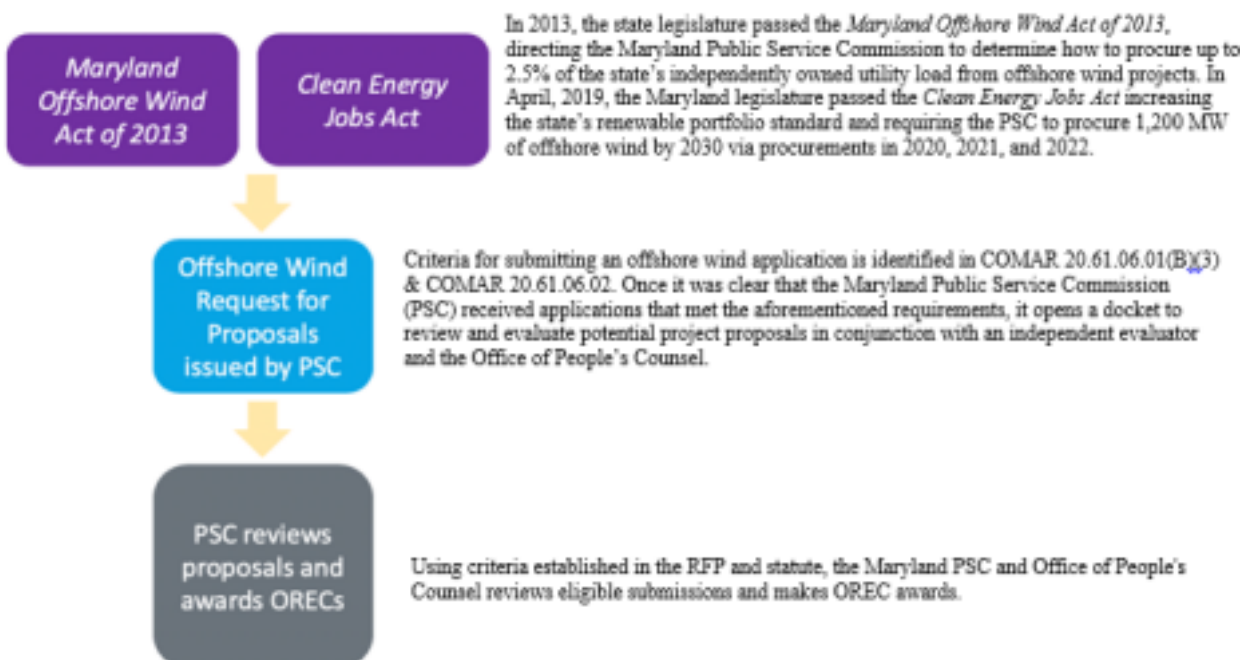 Maryland
Offshore Wind
Act of 2013
Clean Energy
Jobs Act
In 2013, the state legislature passed the Maryland Offshore Wind Act of 2013,
directing the Maryland Public Service Commission to determine how to procure up to
2.5% of the state's independently owned utility load from offshore wind projects. In
April, 2019, the Maryland legislature passed the Clean Energy Jobs Act increasing
the state's renewable portfolio standard and requiring the PSC to procure 1,200 MW
of offshore wind by 2030 via procurements in 2020, 2021, and 2022.
Offshore Wind
Request for
Proposals
issued by PSC
Criteria for submitting an offshore wind application is identified in COMAR 20.61.06.01(B)(3)
& COMAR 20.61.06.02. Once it was clear that the Maryland Public Service Commission
(PSC) received applications that met the aforementioned requirements, it opens a docket to
review and evaluate potential project proposals in conjunction with an independent evaluator
and the Office of People's Counsel.
PSC reviews
proposals and
awards ORECs
Using criteria established in the RFP and statute, the Maryland PSC and Office of People's
Counsel reviews eligible submissions and makes OREC awards.